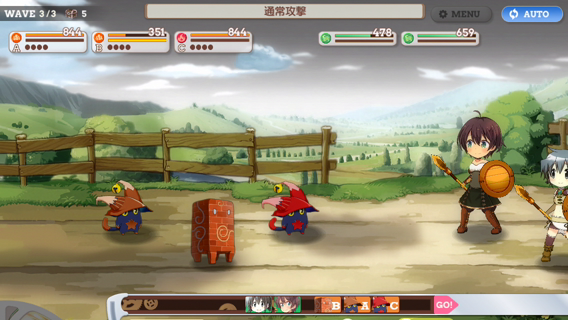 WAVE 3/3 5
通常攻撃
MENU
AUTO
844
A
351
B
844
C
478
659
B A C GO!